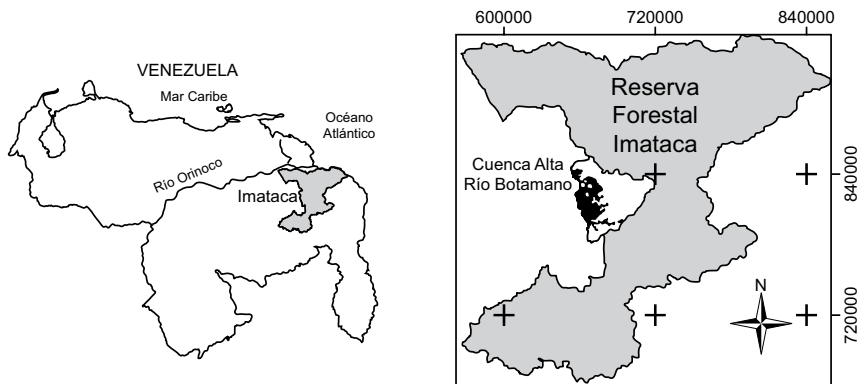 VENEZUELA
Mar Caribe
Océano
Atlántico
Río Orinoco
Imataca
600000
720000
840000
Reserva
Forestal
Imataca
Cuenca Alta
Río Botamano
840000
720000
N